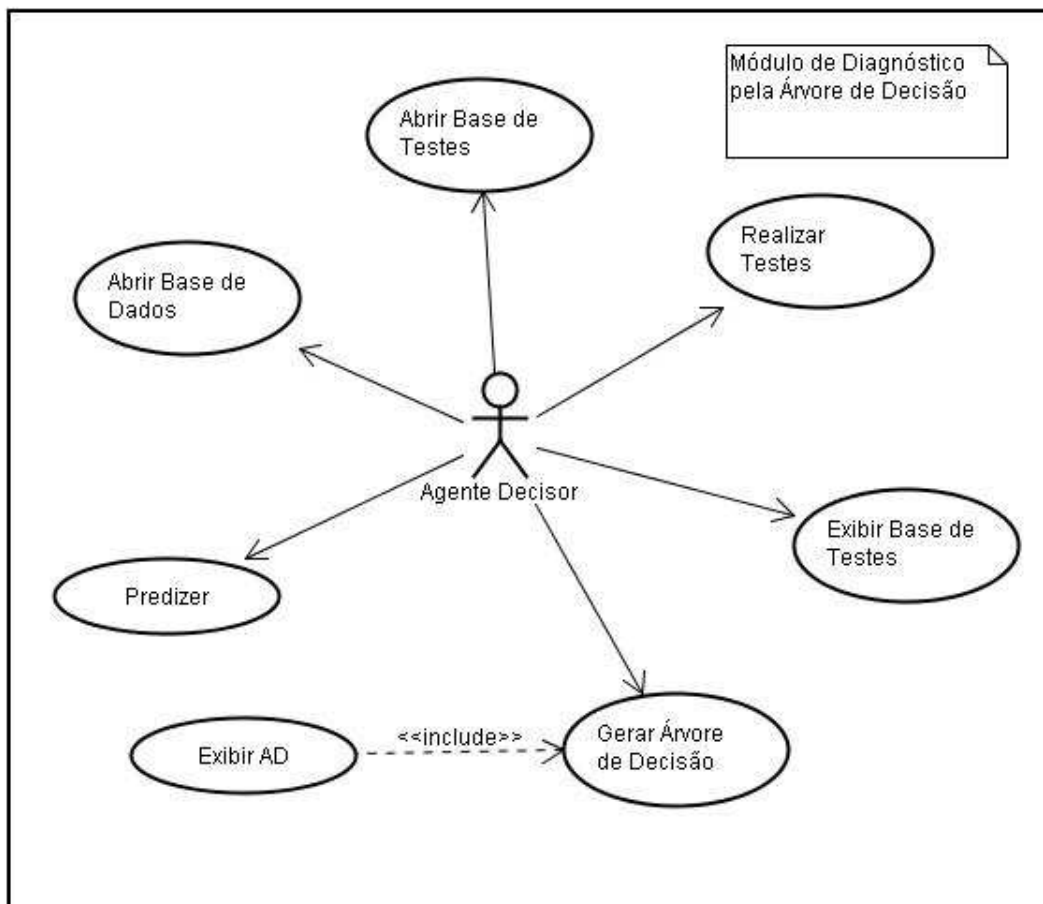 Módulo de Diagnóstico
pela Árvore de Decisão
Abrir Base de
Testes
Realizar
Testes
Abrir Base de
Dados
Agente Decisor
Exibir Base de
Testes
Predizer
<<include>>
Gerar Árvore
de Decisão
Exibir AD